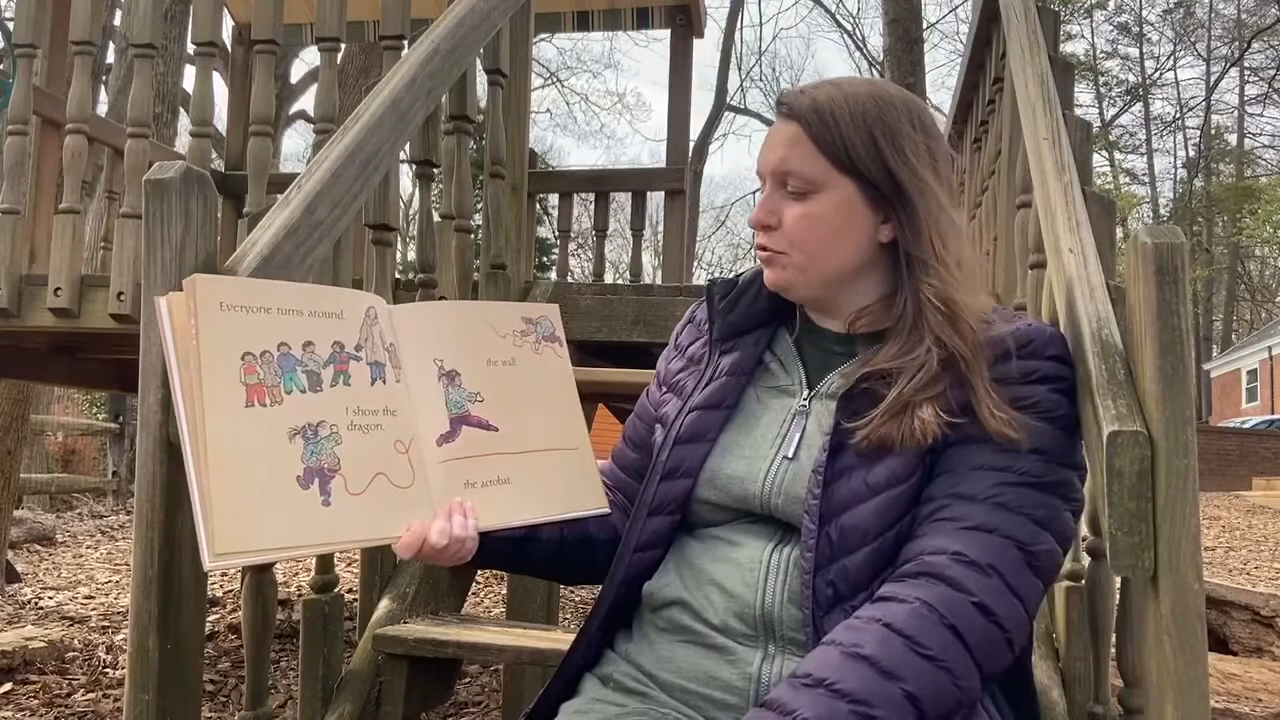 Everyone turns around.
I show the
dragon,
the wall.
the acrobat.